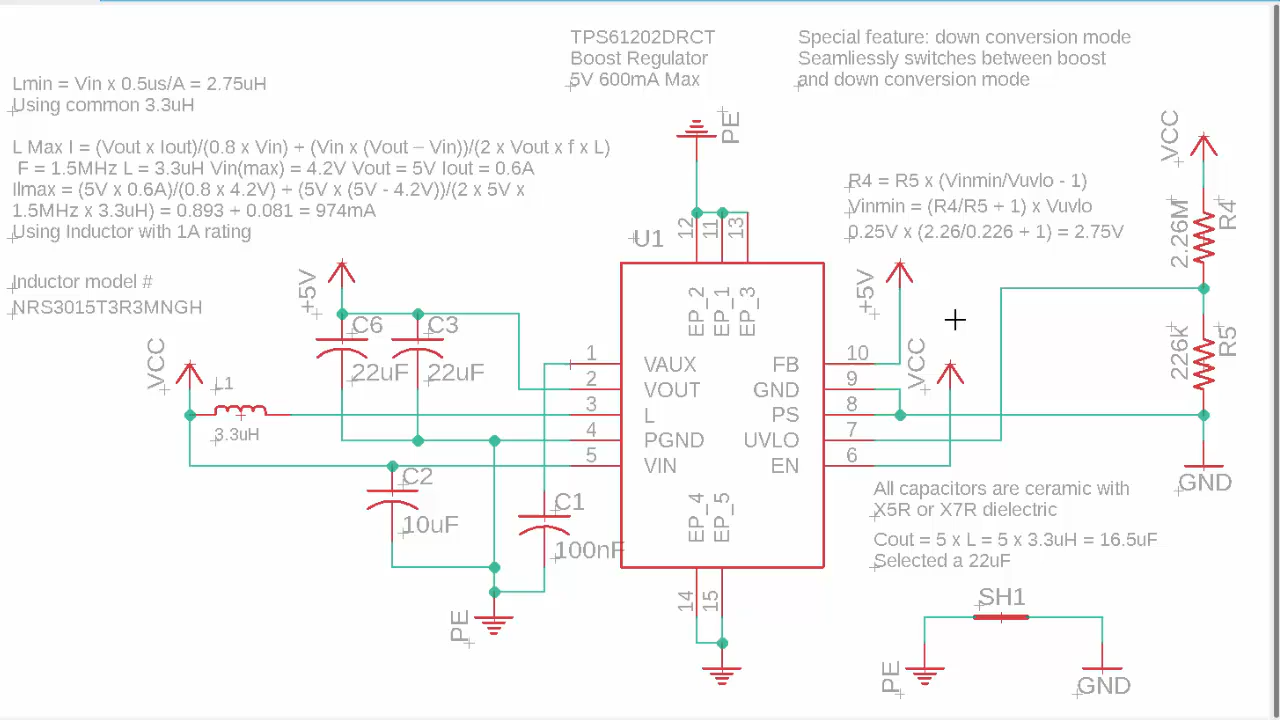 TPS61202DRCT
Boost Regulator
5V 600mA Max
Special feature: down conversion mode
Seamlessly switches between boost
and down conversion mode
Lmin = Vin x 0.5us/A = 2.75uH
Using common 3.3uH
L Max I = (Vout x Iout)/(0.8 x Vin) + (Vin x (Vout – Vin))/(2 x Vout x f x L)
F = 1.5MHz L = 3.3uH Vin(max) = 4.2V Vout = 5V Iout = 0.6A
Ilmax = (5V x 0.6A)/(0.8 x 4.2V) + (5V x (5V - 4.2V))/(2 x 5V x
1.5MHz x 3.3uH) = 0.893 + 0.081 = 974mA
Using Inductor with 1A rating
Inductor model #
NRS3015T3R3MNGH
R4 = R5 x (Vinmin/Vuvlo - 1)
Vinmin = (R4/R5 + 1) x Vuvlo
0.25V x (2.26/0.226 + 1) = 2.75V
PE
VCC
2.26M
R4
226k
R5
GND
U1
12
11
13
EP_2
EP_1
EP_3
+5V
C6
C3
22uF
22uF
VCC
L1
3.3uH
1
2
3
4
5
VAUX
VOUT
L
PGND
VIN
FB
GND
PS
UVLO
EN
10
9
8
7
6
+5V
VCC
C2
10uF
C1
100nF
PE
EP_4
EP_5
14
15
All capacitors are ceramic with
X5R or X7R dielectric
Cout = 5 x L = 5 x 3.3uH = 16.5uF
Selected a 22uF
SH1
PE
GND